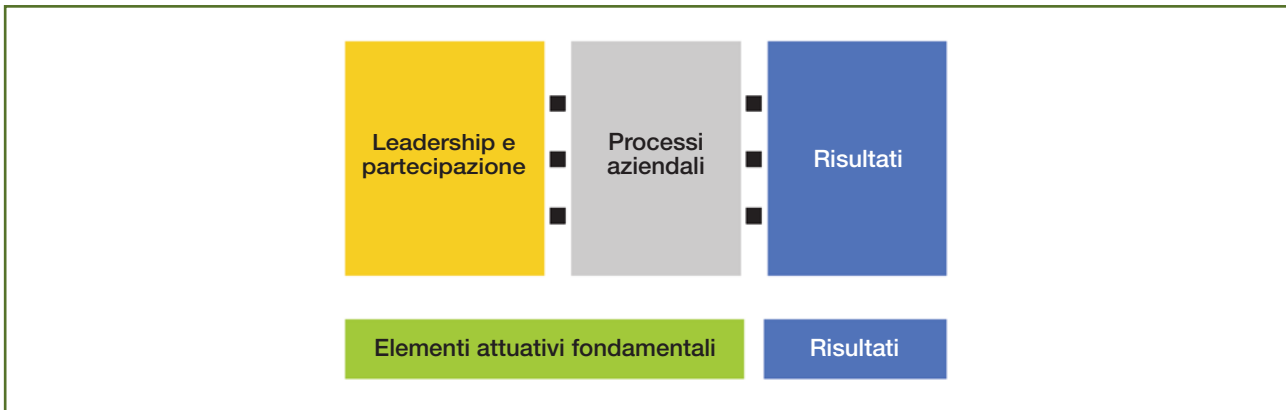 Leadership e
partecipazione
Processi
aziendali
Risultati
Elementi attuativi fondamentali
Risultati